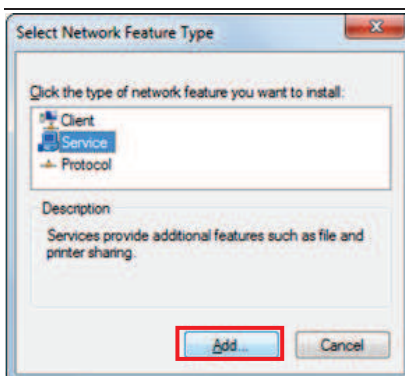 Select Network Feature Type
Click the type of network feature you want to install:
Client
Service
Protocol
Description
Services provide additional features such as file and
printer sharing.
Add...
Cancel